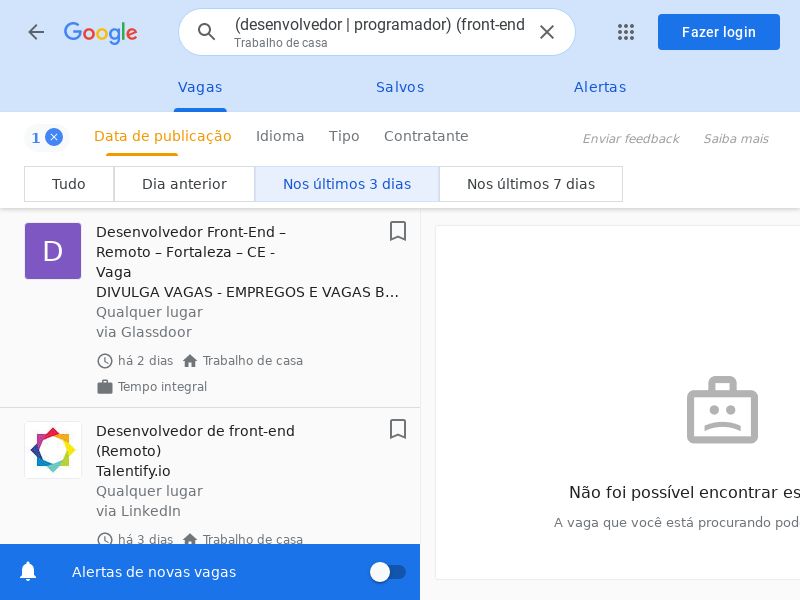 Google
(desenvolvedor | programador) (front-end
Trabalho de casa
Fazer login
Vagas
Salvos
Alertas
1
Data de publicação
Idioma
Tipo
Contratante
Enviar feedback
Saiba mais
Tudo
Dia anterior
Nos últimos 3 dias
Nos últimos 7 dias
D
Desenvolvedor Front-End –
Remoto – Fortaleza – CE -
Vaga
DIVULGA VAGAS - EMPREGOS E VAGAS B…
Qualquer lugar
via Glassdoor
há 2 dias
Trabalho de casa
Tempo integral
Desenvolvedor de front-end
(Remoto)
Talentify.io
Qualquer lugar
via LinkedIn
há 3 dias
Trabalho de casa
Alertas de novas vagas
Não foi possível encontrar es
A vaga que você está procurando pod